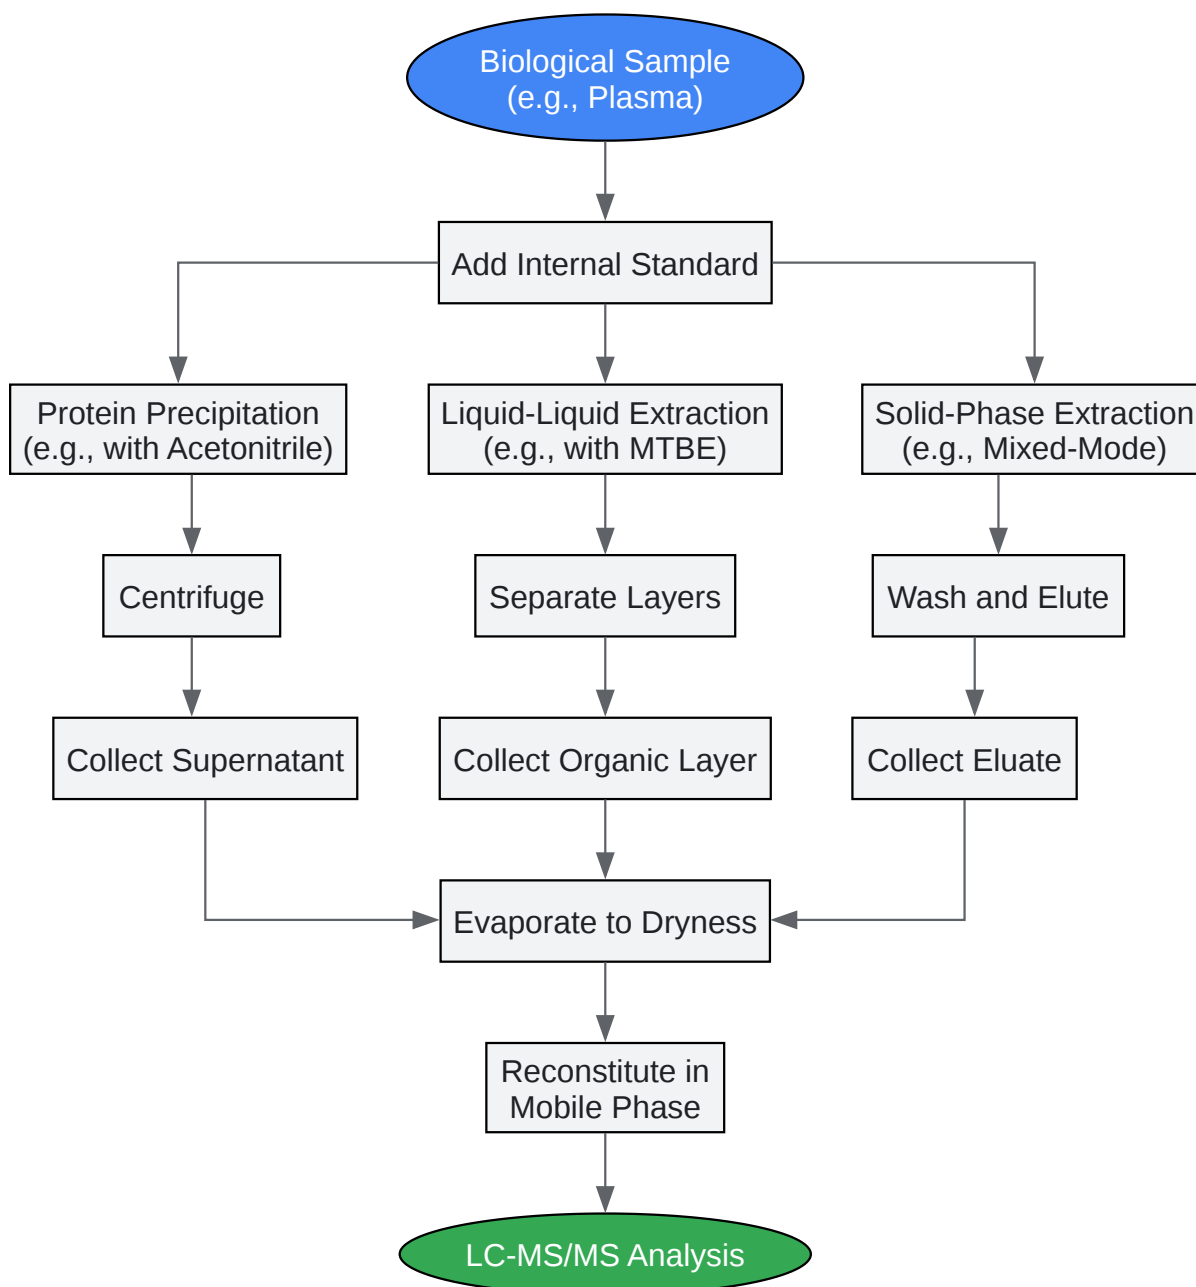 Biological Sample
(e.g., Plasma)
Add Internal Standard
Protein Precipitation
(e.g., with Acetonitrile)
Liquid-Liquid Extraction
(e.g., with MTBE)
Solid-Phase Extraction
(e.g., Mixed-Mode)
Centrifuge
Separate Layers
Wash and Elute
Collect Supernatant
Collect Organic Layer
Collect Eluate
Evaporate to Dryness
Reconstitute in
Mobile Phase
LC-MS/MS Analysis